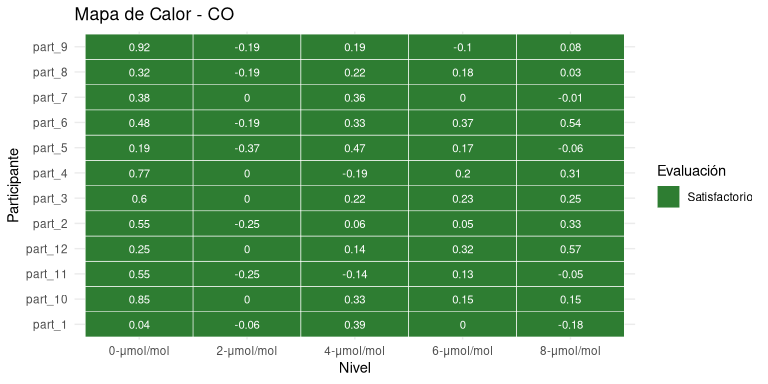 Mapa de Calor - CO
Participante
part_9 0.92 -0.19 0.19 -0.1 0.08
part_8 0.32 -0.19 0.22 0.18 0.03
part_7 0.38 0 0.36 0 -0.01
part_6 0.48 -0.19 0.33 0.37 0.54
part_5 0.19 -0.37 0.47 0.17 -0.06
part_4 0.77 0 -0.19 0.2 0.31
part_3 0.6 0 0.22 0.23 0.25
part_2 0.55 -0.25 0.06 0.05 0.33
part_12 0.25 0 0.14 0.32 0.57
part_11 0.55 -0.25 -0.14 0.13 -0.05
part_10 0.85 0 0.33 0.15 0.15
part_1 0.04 -0.06 0.39 0 -0.18
0-μmol/mol 2-μmol/mol 4-μmol/mol 6-μmol/mol 8-μmol/mol
Nivel
Evaluación
Satisfactorio